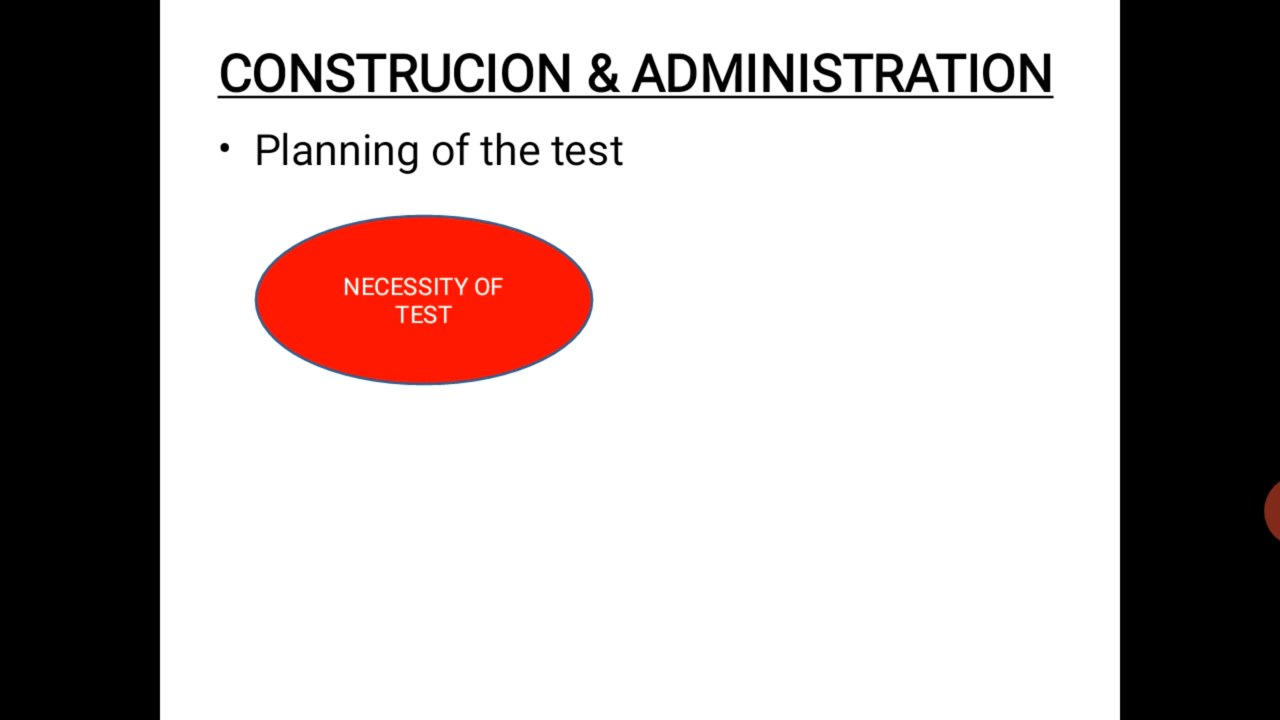 CONSTRUCION & ADMINISTRATION
• Planning of the test
NECESSITY OF
TEST